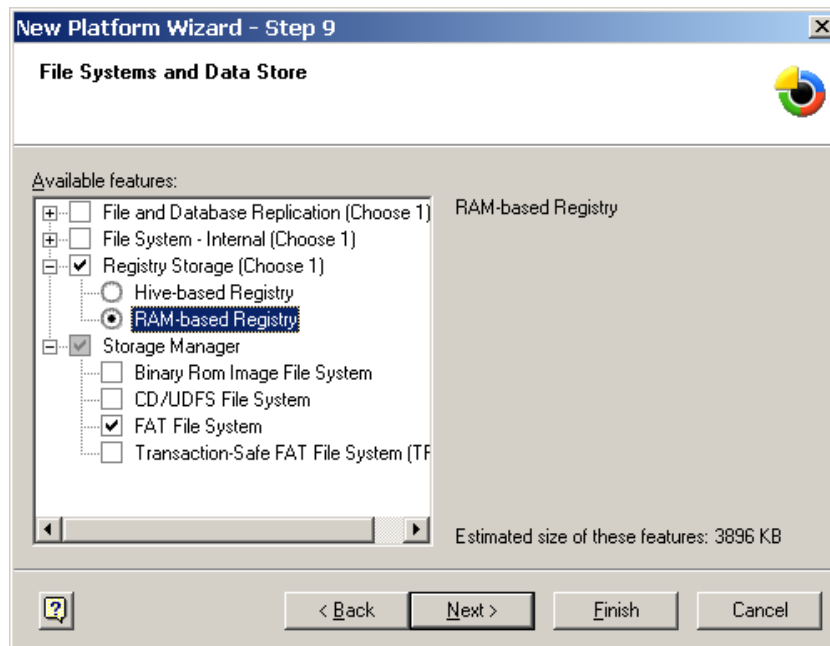 New Platform Wizard - Step 9
File Systems and Data Store
Available features:
File and Database Replication (Choose 1)
File System - Internal (Choose 1)
Registry Storage (Choose 1)
Hive-based Registry
RAM-based Registry
Storage Manager
Binary Rom Image File System
CD/UDFS File System
FAT File System
Transaction-Safe FAT File System (TF
RAM-based Registry
Estimated size of these features: 3896 KB
< Back
Next >
Finish
Cancel